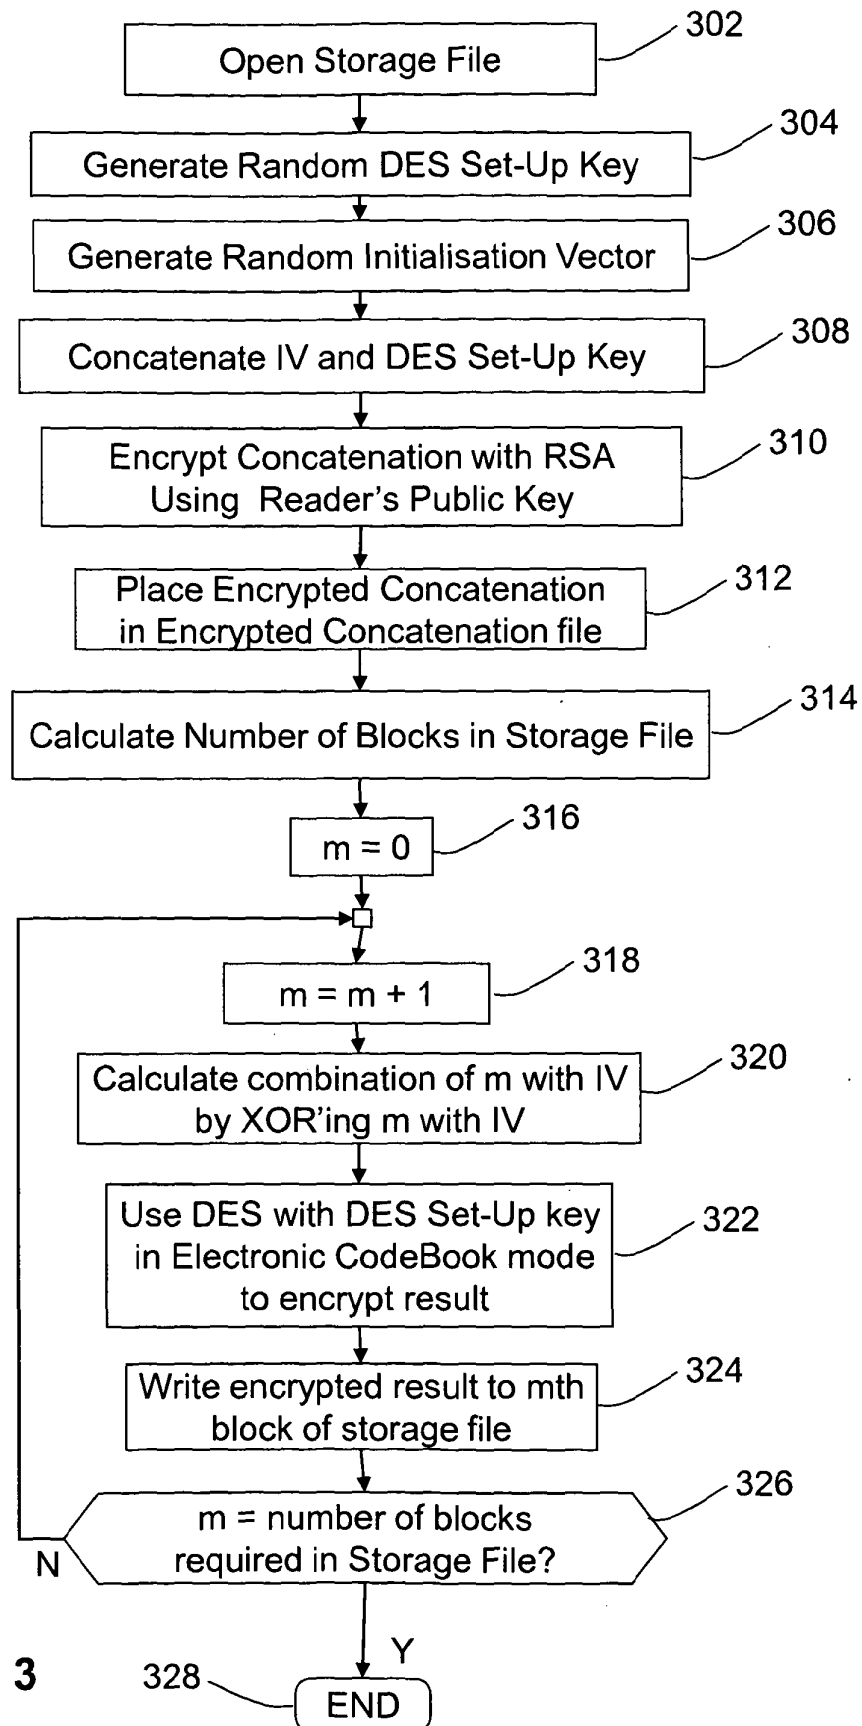 302
Open Storage File
304
Generate Random DES Set-Up Key
306
Generate Random Initialisation Vector
308
Concatenate IV and DES Set-Up Key
310
Encrypt Concatenation with RSA
Using Reader's Public Key
312
Place Encrypted Concatenation
in Encrypted Concatenation file
314
Calculate Number of Blocks in Storage File
316
m = 0
318
m = m + 1
320
Calculate combination of m with IV
by XOR'ing m with IV
322
Use DES with DES Set-Up key
in Electronic CodeBook mode
to encrypt result
324
Write encrypted result to mth
block of storage file
326
m = number of blocks
required in Storage File?
N
Y
3
328
END